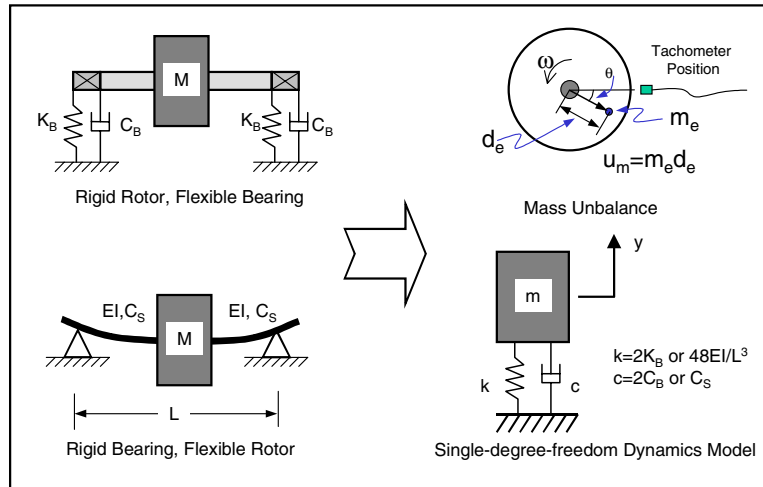 M
K_B
C_B
K_B
C_B
Rigid Rotor, Flexible Bearing
EI,C_S
EI, C_S
M
L
Rigid Bearing, Flexible Rotor
ω
θ
Tachometer
Position
d_e
m_e
u_m=m_ed_e
Mass Unbalance
y
m
k
c
k=2K_B or 48EI/L³
c=2C_B or C_S
Single-degree-freedom Dynamics Model